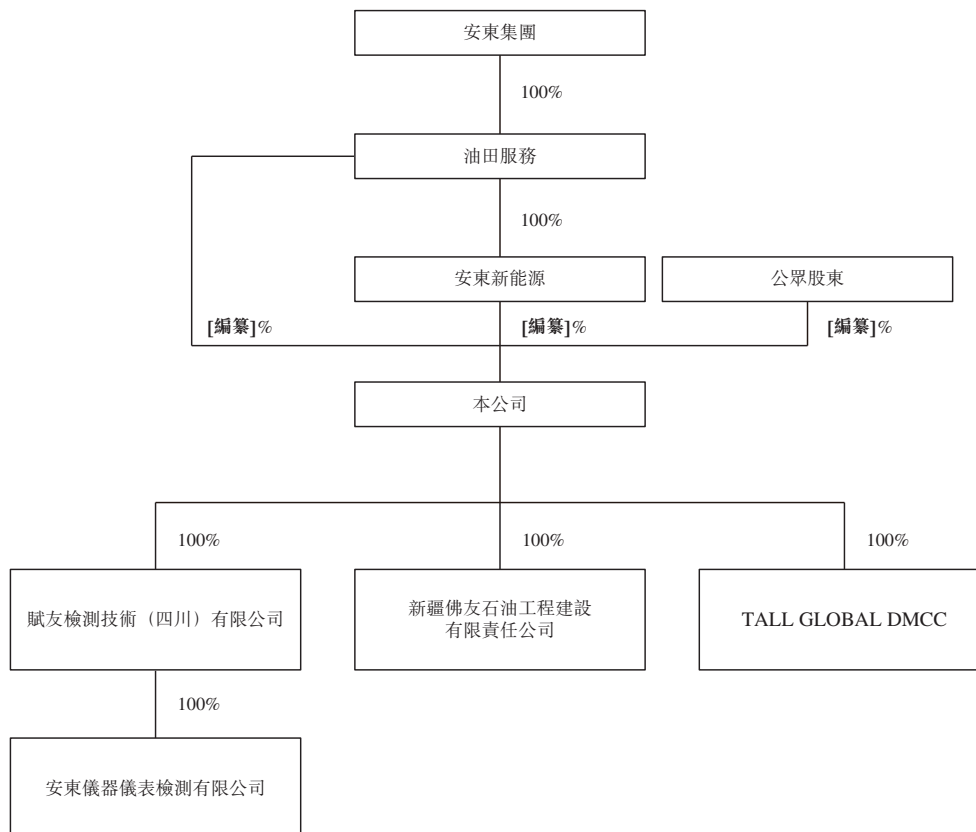 安東集團
100%
油田服務
100%
安東新能源
公眾股東
[編纂]%
[編纂]%
[編纂]%
本公司
100%
100%
100%
賦友檢測技術（四川）有限公司
新疆佛友石油工程建設
有限責任公司
TALL GLOBAL DMCC
100%
安東儀器儀表檢測有限公司